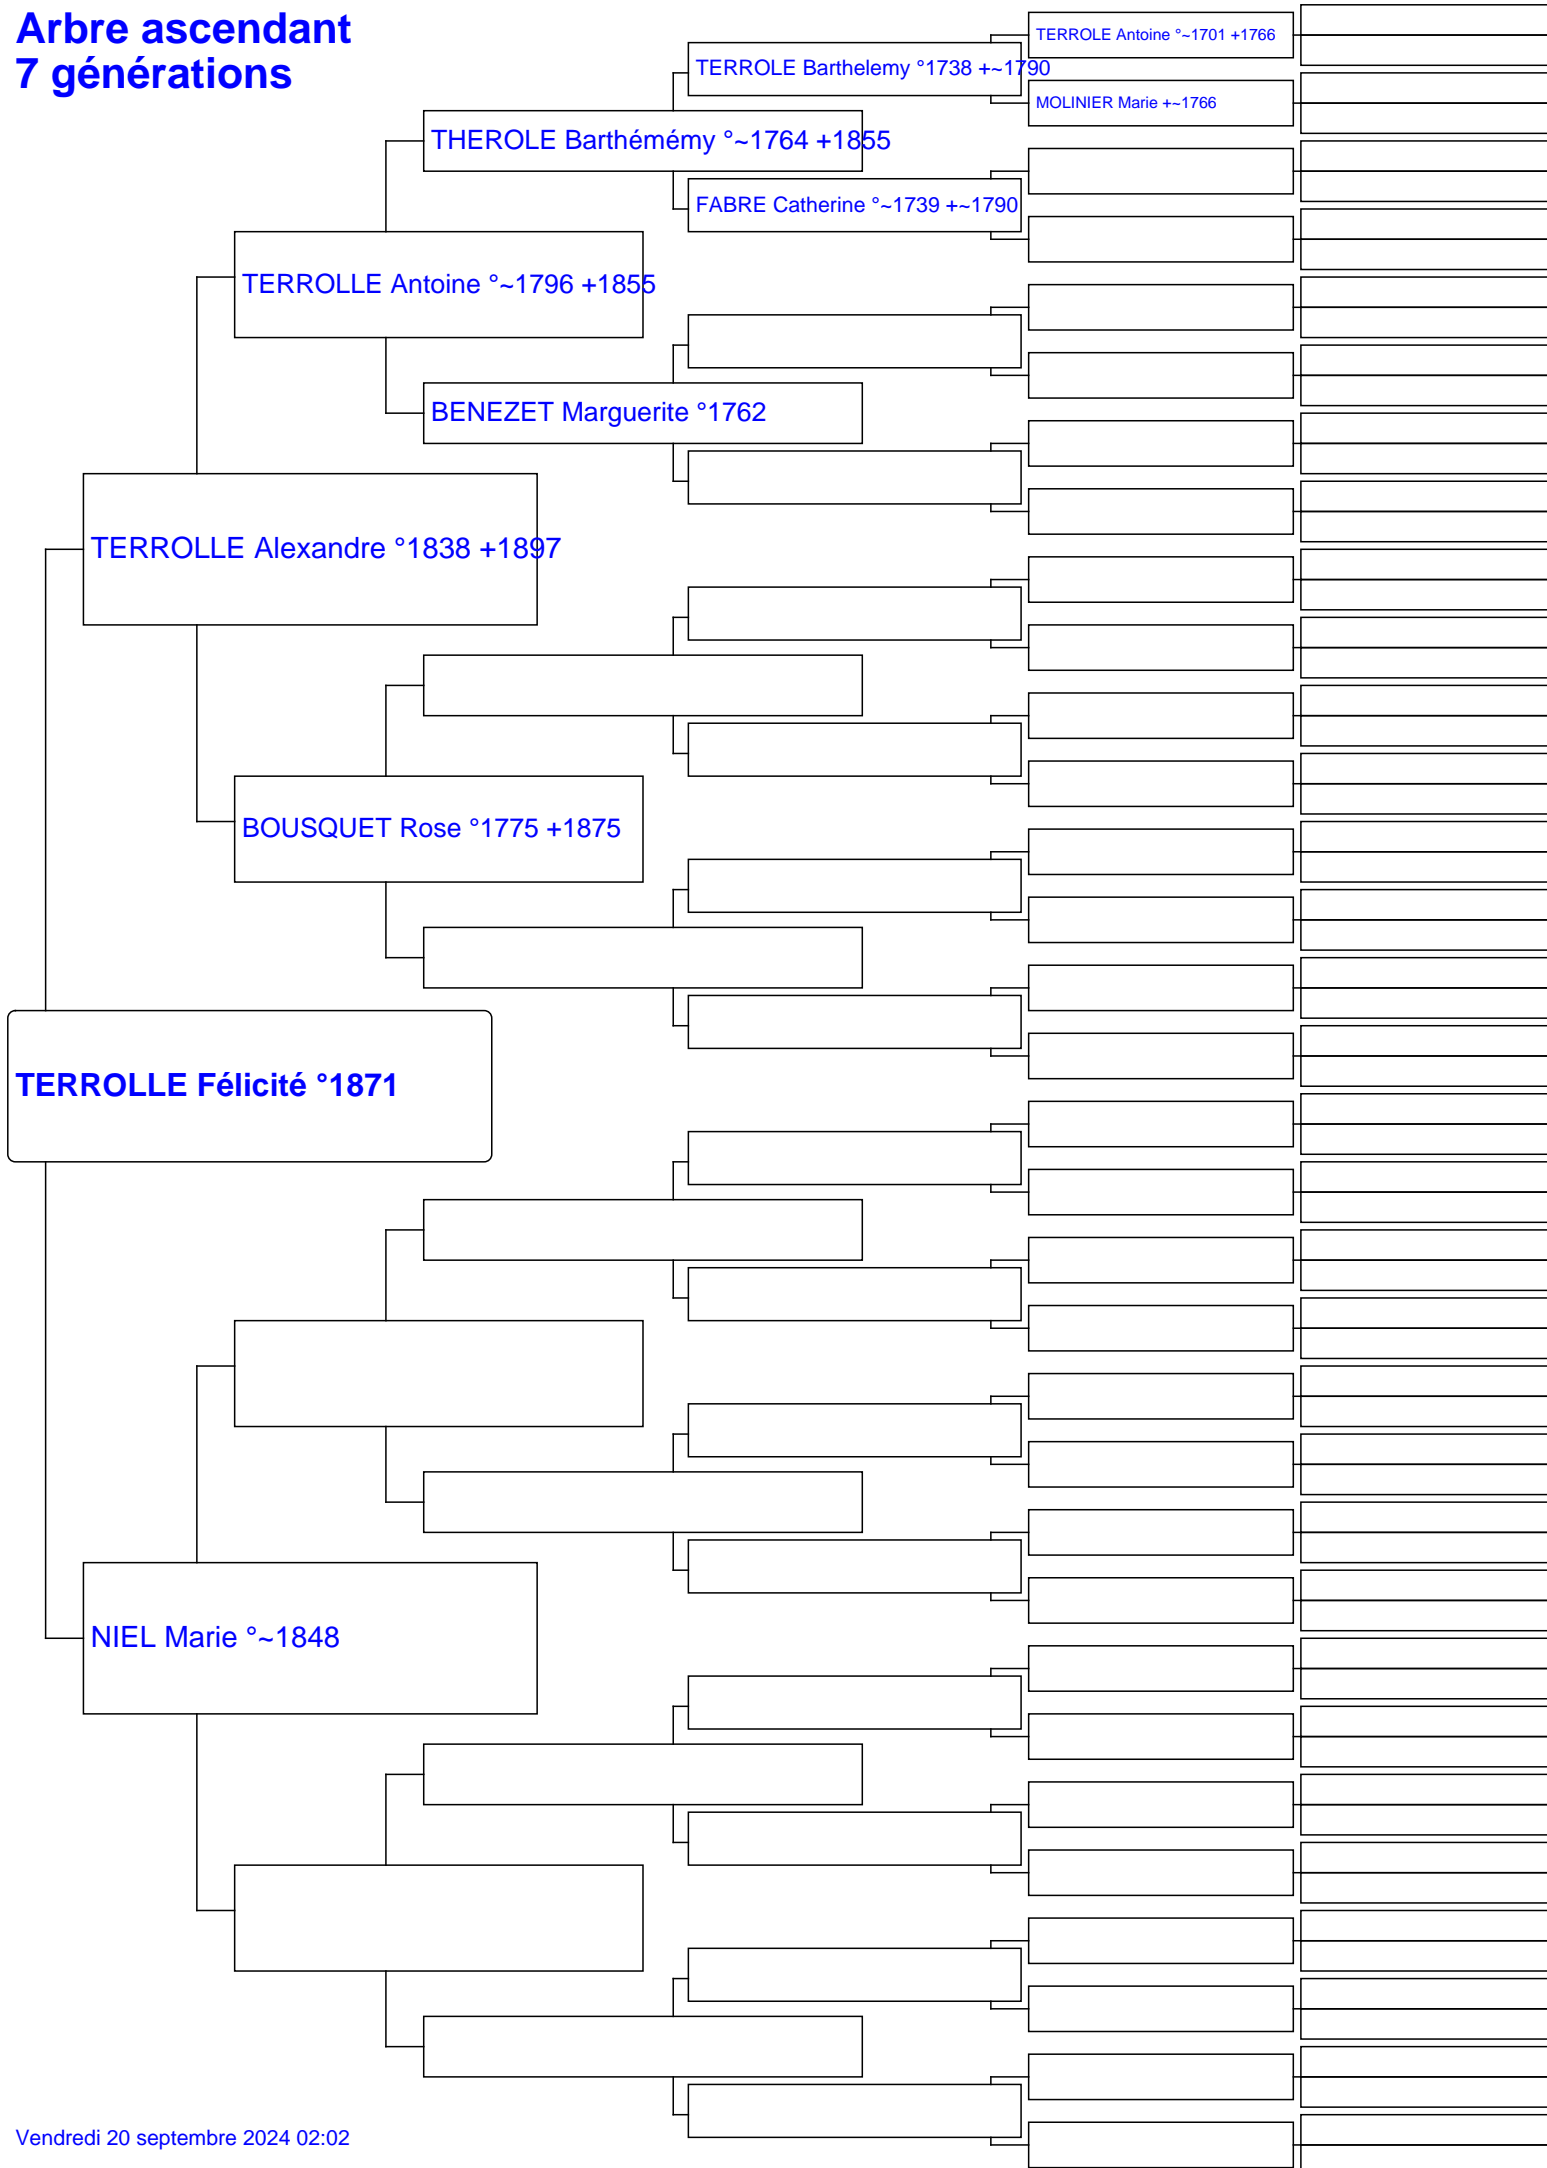 Arbre ascendant
7 générations
TERROLE Antoine °~1701 +1766
TERROLE Barthelemy °1738 +~1790
MOLINIER Marie +~1766
THEROLE Barthémémy °~1764 +1855
FABRE Catherine °~1739 +~1790
TERROLLE Antoine °~1796 +1855
BENEZET Marguerite °1762
TERROLLE Alexandre °1838 +1897
BOUSQUET Rose °1775 +1875
TERROLLE Félicité °1871
NIEL Marie °~1848
Vendredi 20 septembre 2024 02:02